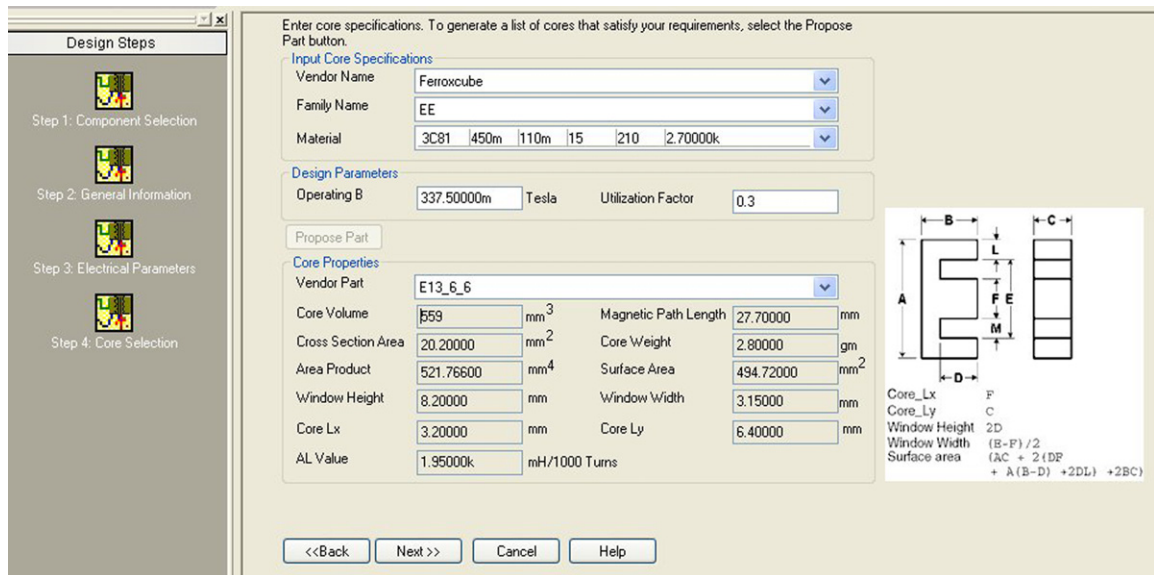 Design Steps
Step 1: Component Selection
Step 2: General Information
Step 3: Electrical Parameters
Step 4: Core Selection
Enter core specifications. To generate a list of cores that satisfy your requirements, select the Propose
Part button.
Input Core Specifications
Vendor Name Ferroxcube
Family Name EE
Material 3C81 450m 110m 15 210 2.70000k
Design Parameters
Operating B 337.50000m Tesla Utilization Factor 0.3
Propose Part
Core Properties
Vendor Part E13_6_6
Core Volume 559 mm3 Magnetic Path Length 27.70000 mm
Cross Section Area 20.20000 mm2 Core Weight 2.80000 gm
Area Product 521.76600 mm4 Surface Area 494.72000 mm2
Window Height 8.20000 mm Window Width 3.15000 mm
Core Lx 3.20000 mm Core Ly 6.40000 mm
AL Value 1.95000k mH/1000 Turns
<<Back Next >> Cancel Help
B C
L
A F E
M
D
Core_Lx F
Core_Ly C
Window Height 2D
Window Width (E-F)/2
Surface area (AC + 2(DF
+ A(B-D) +2DL) +2BC)